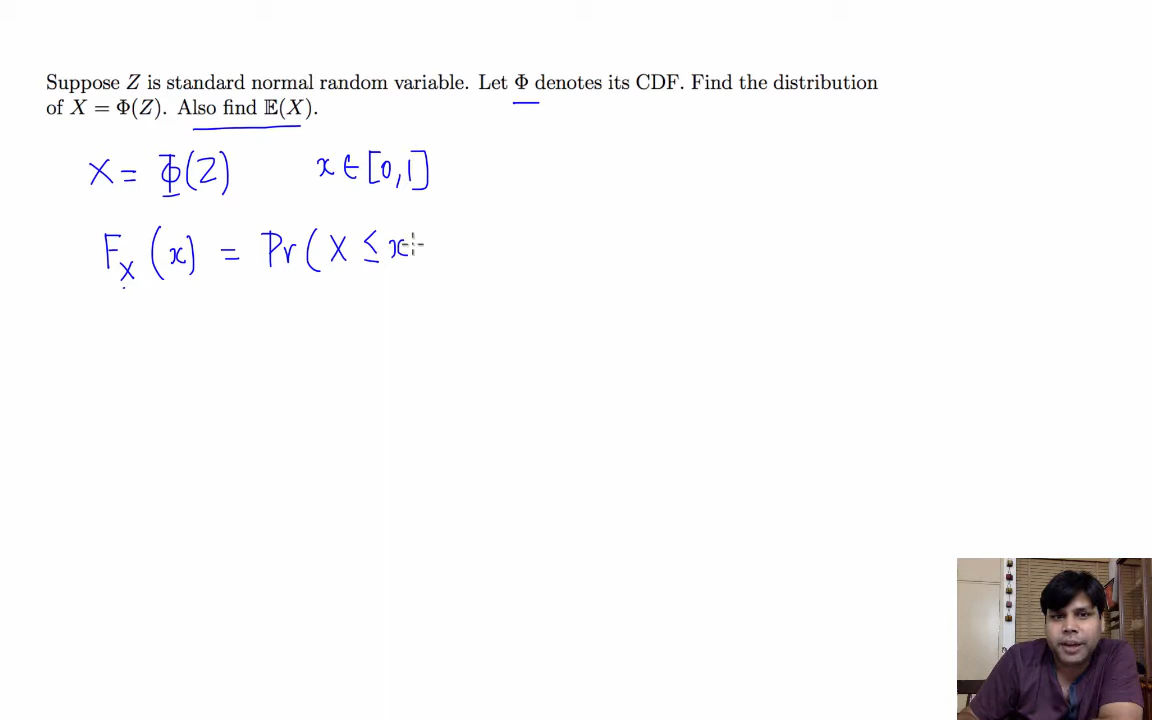 Suppose Z is standard normal random variable. Let Φ denotes its CDF. Find the distribution
of X = Φ(Z). Also find 𝔼(X).
X = Φ(Z) x ∈ [0,1]
F_X (x) = Pr( X ≤ x